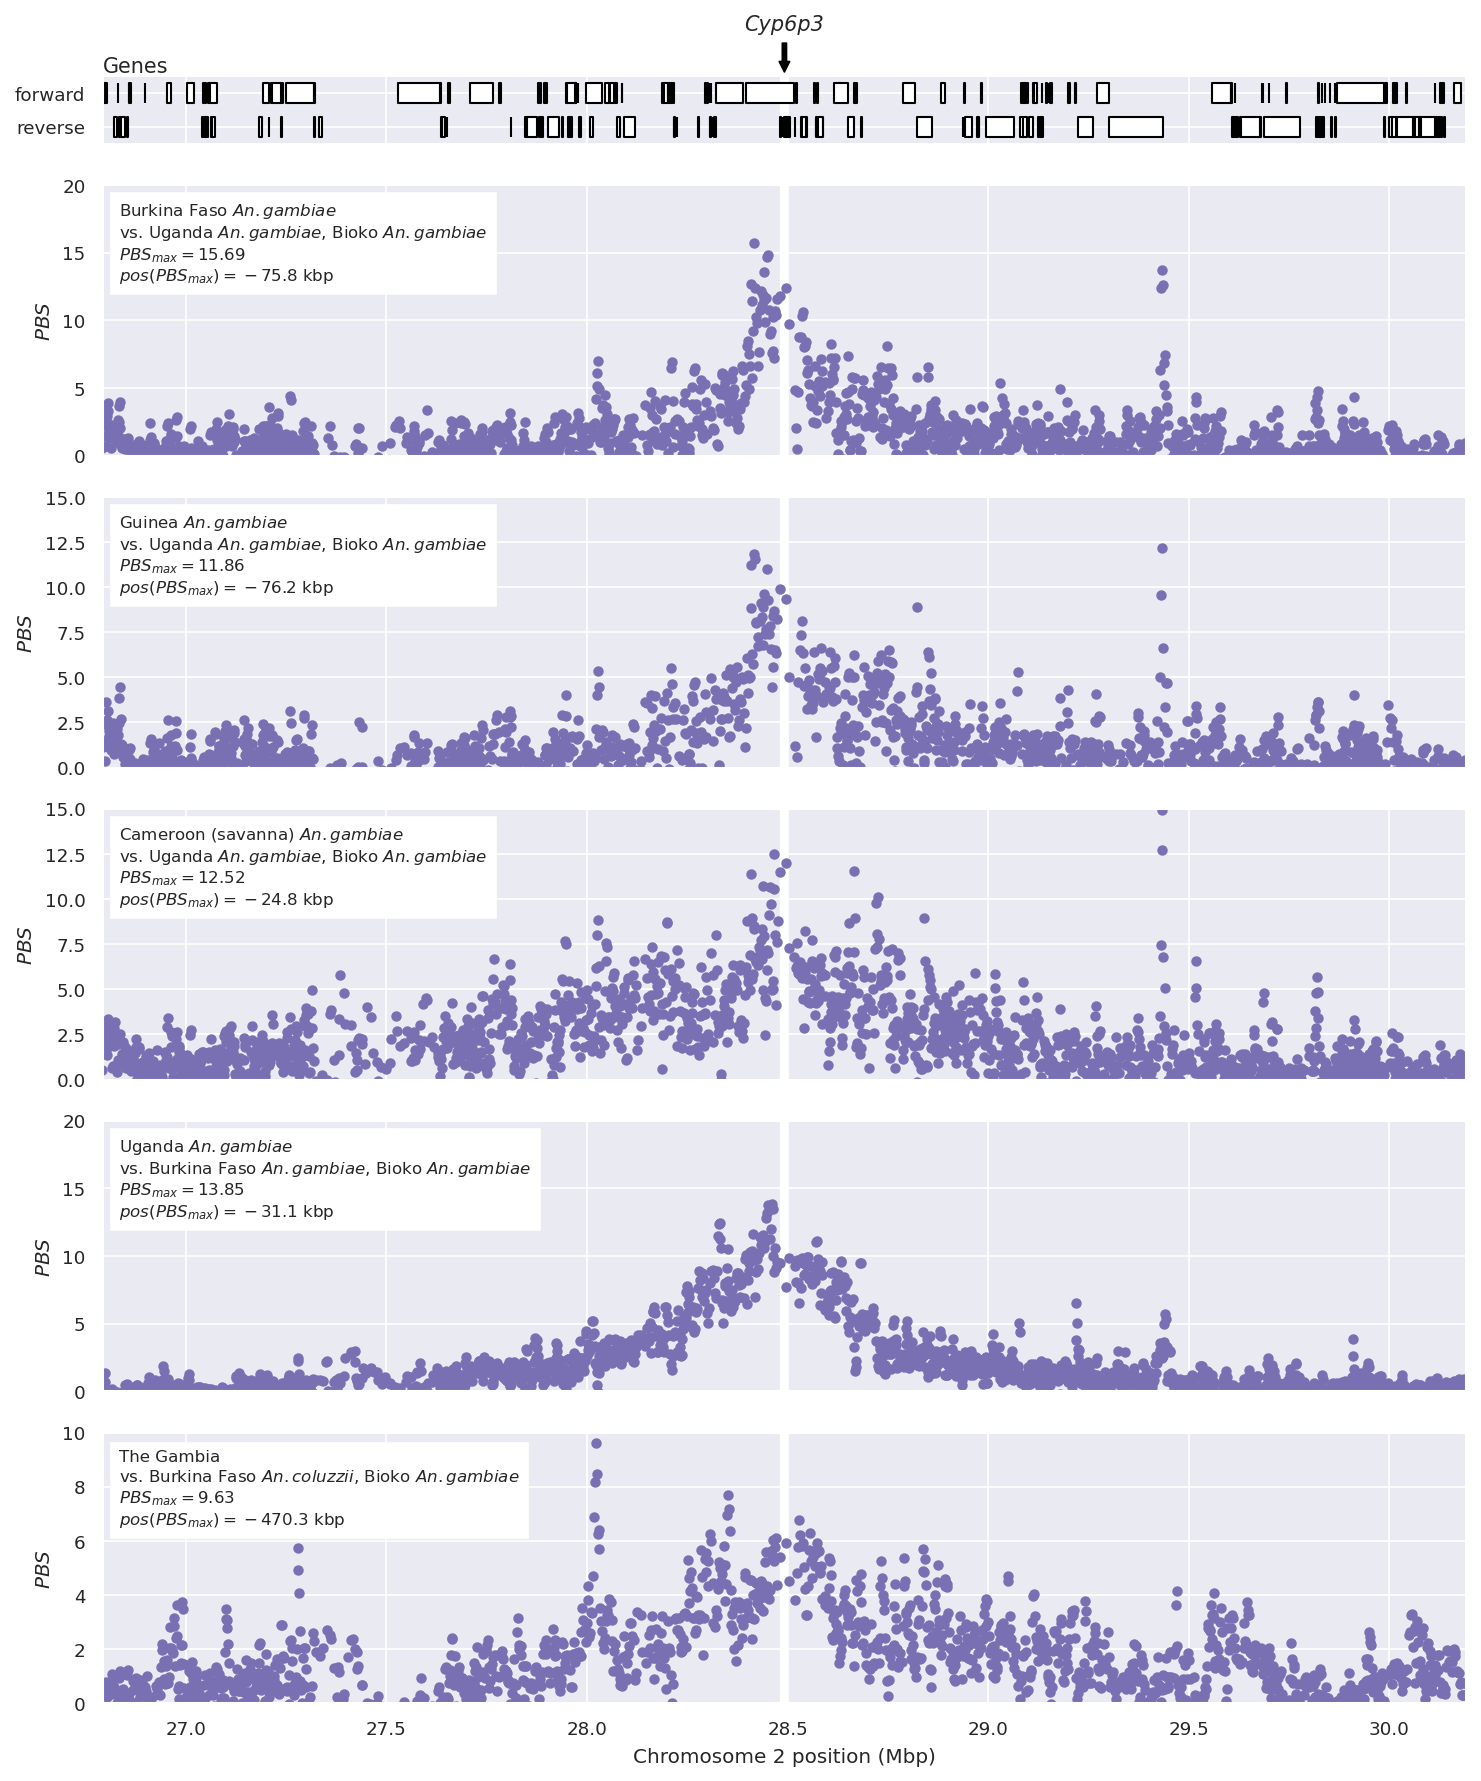 Cyp6p3
Genes
forward
reverse
20
15
10
5
0
PBS
Burkina Faso An. gambiae
vs. Uganda An. gambiae, Bioko An. gambiae
PBSmax = 15.69
pos(PBSmax) = −75.8 kbp
15.0
12.5
10.0
7.5
5.0
2.5
0.0
PBS
Guinea An. gambiae
vs. Uganda An. gambiae, Bioko An. gambiae
PBSmax = 11.86
pos(PBSmax) = −76.2 kbp
15.0
12.5
10.0
7.5
5.0
2.5
0.0
PBS
Cameroon (savanna) An. gambiae
vs. Uganda An. gambiae, Bioko An. gambiae
PBSmax = 12.52
pos(PBSmax) = −24.8 kbp
20
15
10
5
0
PBS
Uganda An. gambiae
vs. Burkina Faso An. gambiae, Bioko An. gambiae
PBSmax = 13.85
pos(PBSmax) = −31.1 kbp
10
8
6
4
2
0
PBS
The Gambia
vs. Burkina Faso An. coluzzii, Bioko An. gambiae
PBSmax = 9.63
pos(PBSmax) = −470.3 kbp
27.0 27.5 28.0 28.5 29.0 29.5 30.0
Chromosome 2 position (Mbp)